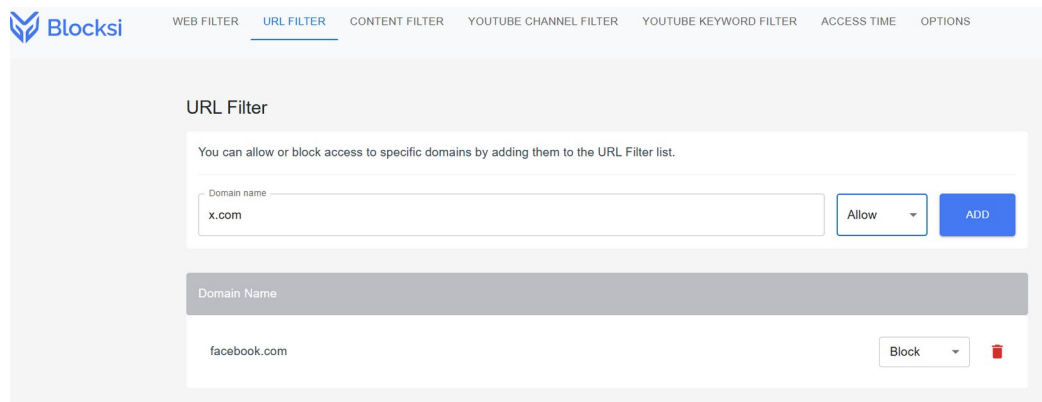 Blocksi WEB FILTER URL FILTER CONTENT FILTER YOUTUBE CHANNEL FILTER YOUTUBE KEYWORD FILTER ACCESS TIME OPTIONS
URL Filter
You can allow or block access to specific domains by adding them to the URL Filter list.
Domain name
x.com Allow ADD
Domain Name
facebook.com Block